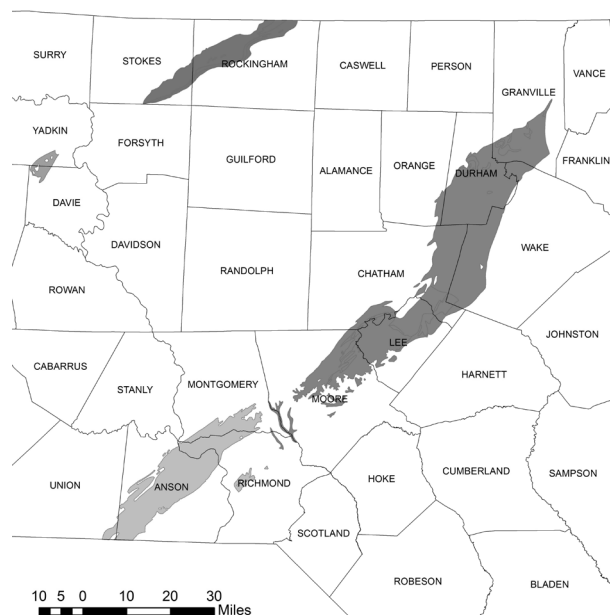 SURRY
STOKES
ROCKINGHAM
CASWELL
PERSON
VANCE
GRANVILLE
YADKIN
FORSYTH
GUILFORD
ALAMANCE
ORANGE
DURHAM
FRANKLIN
DAVIE
DAVIDSON
RANDOLPH
CHATHAM
WAKE
ROWAN
CABARRUS
STANLY
MONTGOMERY
MOORE
LEE
HARNETT
JOHNSTON
UNION
ANSON
RICHMOND
HOKE
CUMBERLAND
SAMPSON
SCOTLAND
ROBESON
BLADEN
10 5 0 10 20 30
Miles